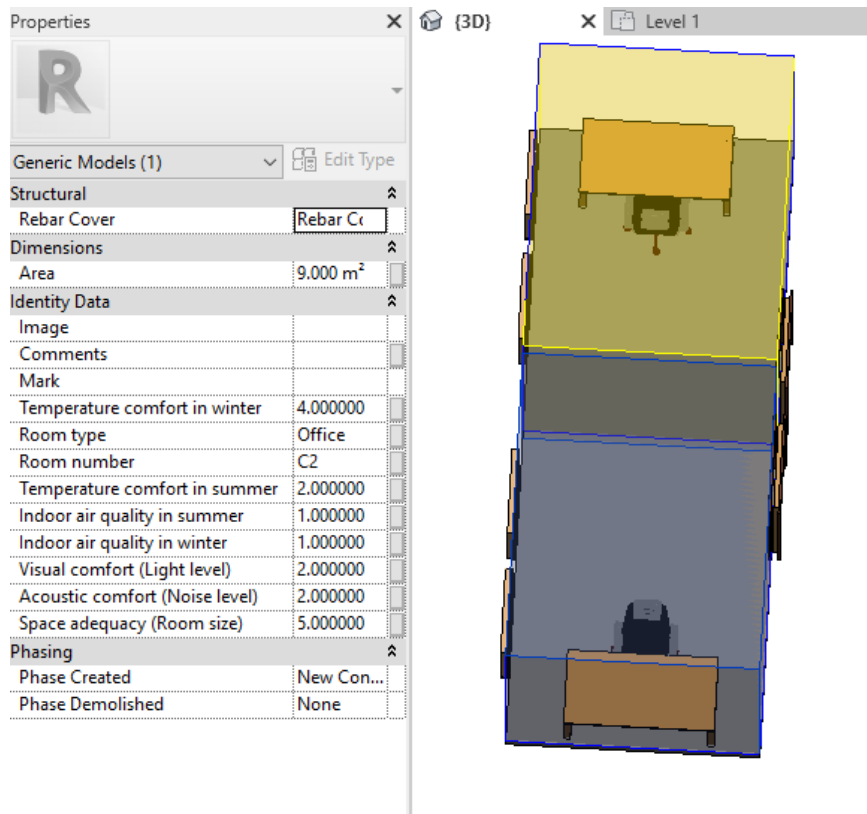 Properties
{3D}
Level 1
R
Generic Models (1)
Edit Type
Structural
Rebar Cover Rebar Co
Dimensions
Area 9.000 m²
Identity Data
Image
Comments
Mark
Temperature comfort in winter 4.000000
Room type Office
Room number C2
Temperature comfort in summer 2.000000
Indoor air quality in summer 1.000000
Indoor air quality in winter 1.000000
Visual comfort (Light level) 2.000000
Acoustic comfort (Noise level) 2.000000
Space adequacy (Room size) 5.000000
Phasing
Phase Created New Con...
Phase Demolished None